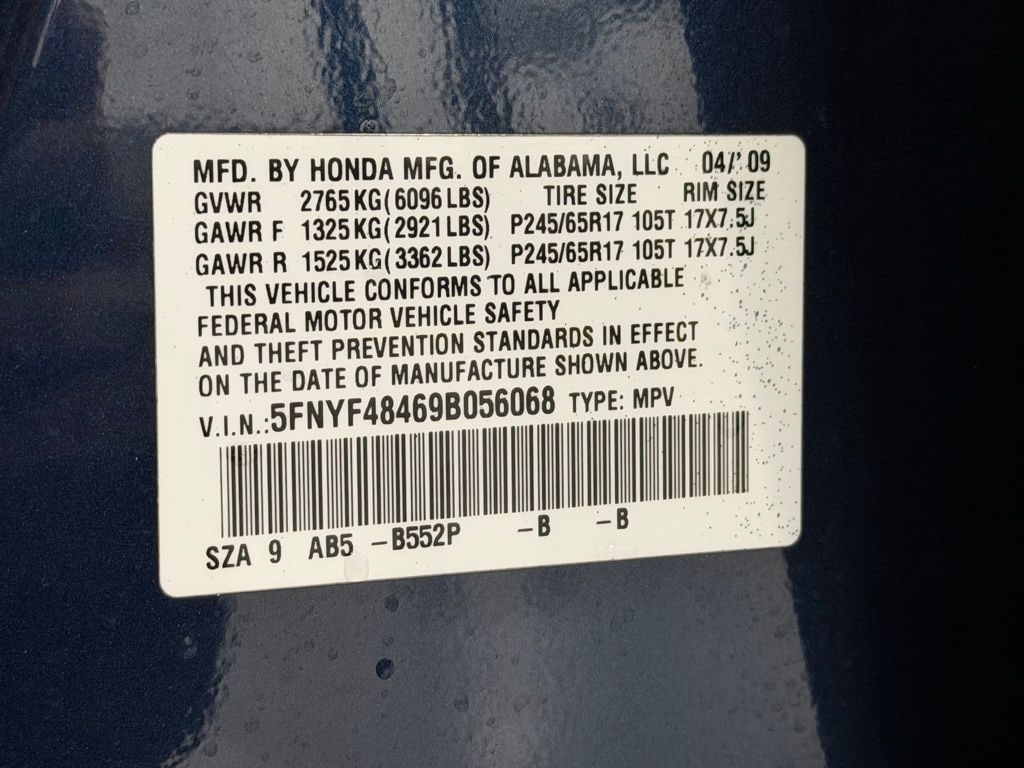 MFD. BY HONDA MFG. OF ALABAMA, LLC 04/'09
GVWR 2765KG(6096LBS) TIRE SIZE RIM SIZE
GAWR F 1325KG(2921LBS) P245/65R17 105T 17X7.5J
GAWR R 1525KG(3362LBS) P245/65R17 105T 17X7.5J
THIS VEHICLE CONFORMS TO ALL APPLICABLE
FEDERAL MOTOR VEHICLE SAFETY
AND THEFT PREVENTION STANDARDS IN EFFECT
ON THE DATE OF MANUFACTURE SHOWN ABOVE.
V.I.N.:5FNYF48469B056068 TYPE: MPV
SZA 9 AB5 -B552P -B -B